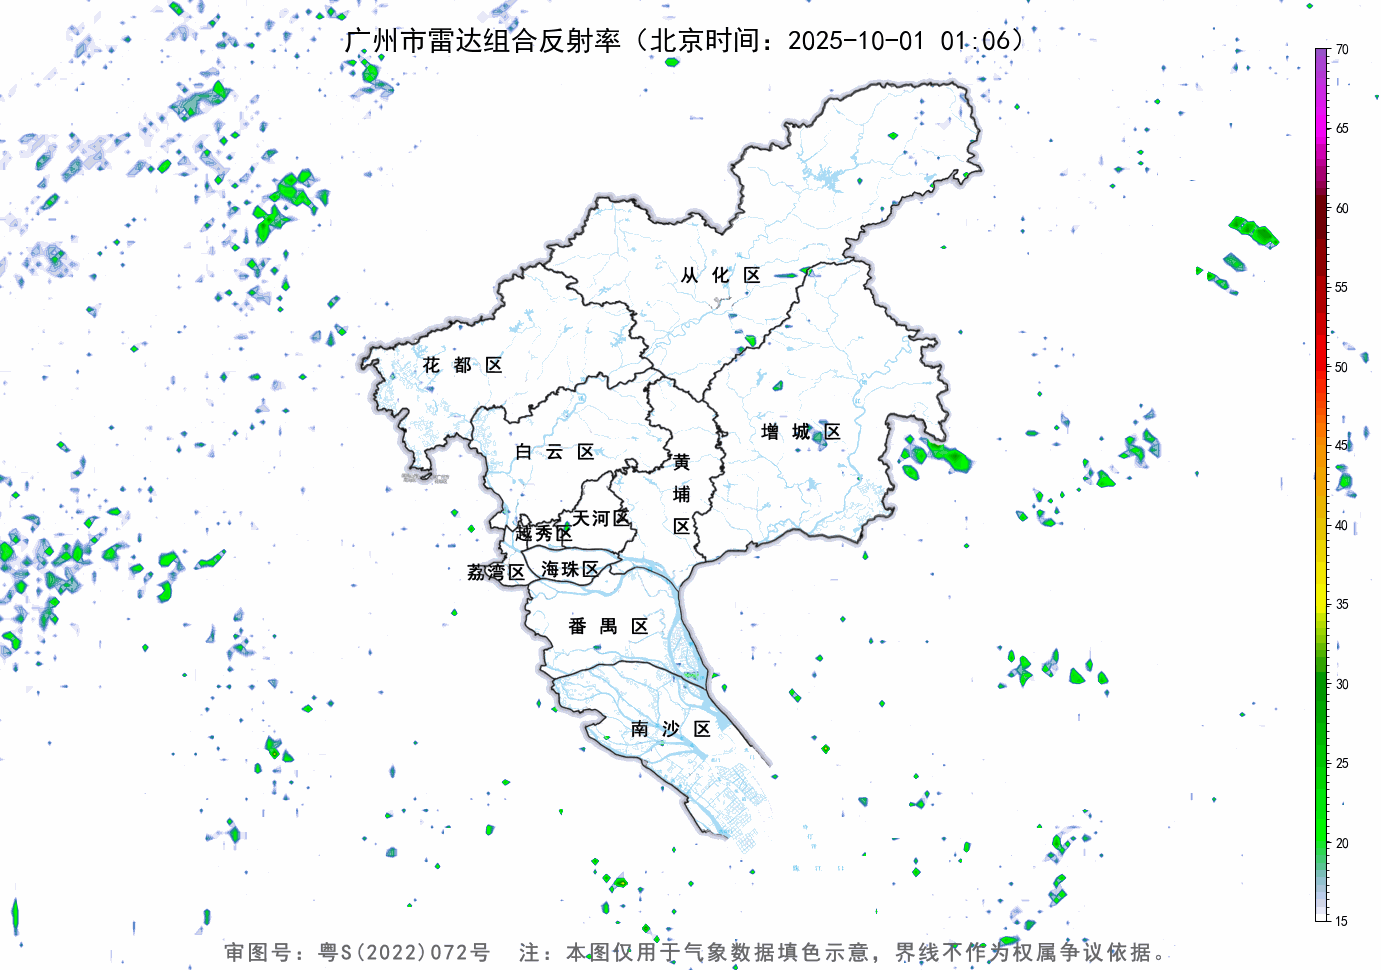 广州市雷达组合反射率（北京时间：2025-10-01 01:06）
70
65
60
55
50
45
40
35
30
25
20
15
从化区
花都区
增城区
白云区
黄埔区
天河区
越秀区
荔湾区
海珠区
番禺区
南沙区
审图号：粤S(2022)072号 注：本图仅用于气象数据填色示意，界线不作为权属争议依据。